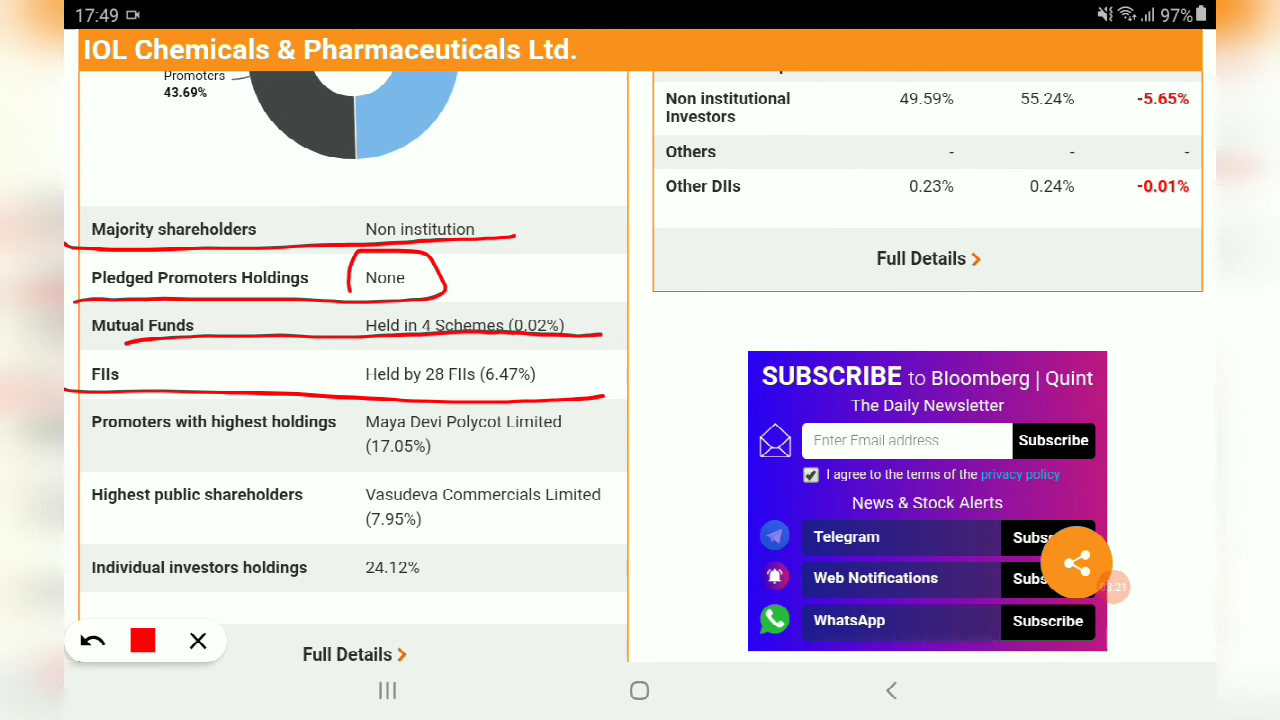 17:49
97%
IOL Chemicals & Pharmaceuticals Ltd.
Promoters
43.69%
Majority shareholders Non institution
Pledged Promoters Holdings None
Mutual Funds Held in 4 Schemes (0.02%)
FIIs Held by 28 FIIs (6.47%)
Promoters with highest holdings Maya Devi Polycot Limited
(17.05%)
Highest public shareholders Vasudeva Commercials Limited
(7.95%)
Individual investors holdings 24.12%
Full Details
Non institutional 49.59% 55.24% -5.65%
Investors
Others - - -
Other DIIs 0.23% 0.24% -0.01%
Full Details
SUBSCRIBE to Bloomberg | Quint
The Daily Newsletter
Enter Email address Subscribe
I agree to the terms of the privacy policy
News & Stock Alerts
Telegram Subs
Web Notifications Subs
WhatsApp Subscribe